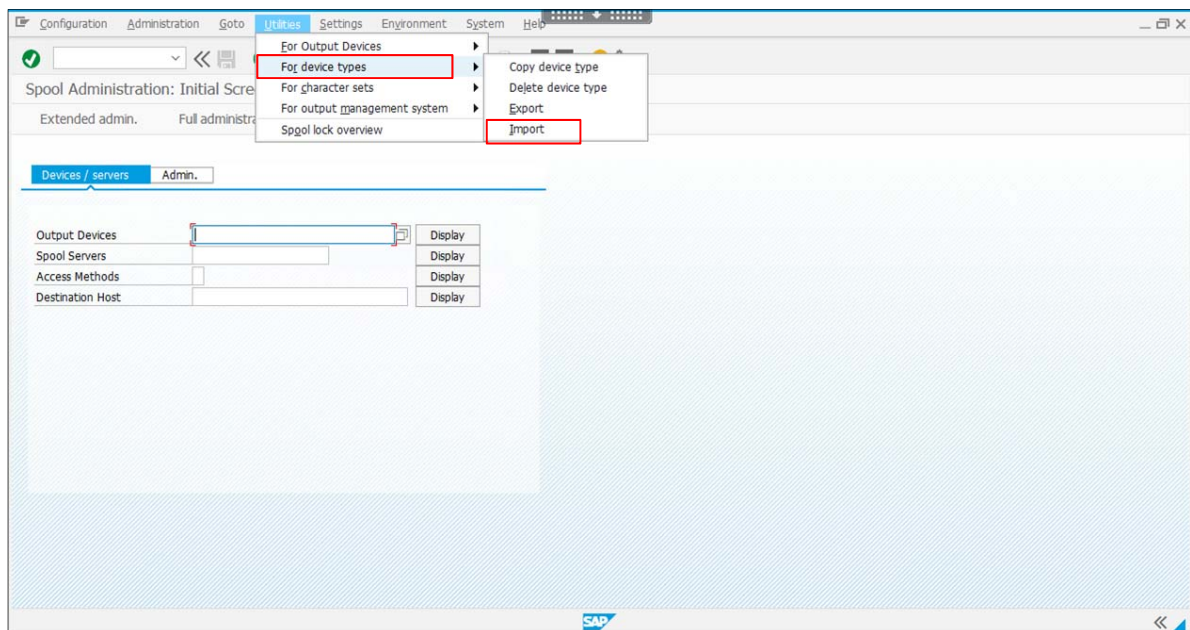 Configuration Administration Goto Utilities Settings Environment System Help
For Output Devices
For device types
For character sets
For output management system
Spool lock overview
Copy device type
Delete device type
Export
Import
Spool Administration: Initial Scre
Extended admin. Full administra
Devices / servers Admin.
Output Devices Display
Spool Servers Display
Access Methods Display
Destination Host Display
SAP